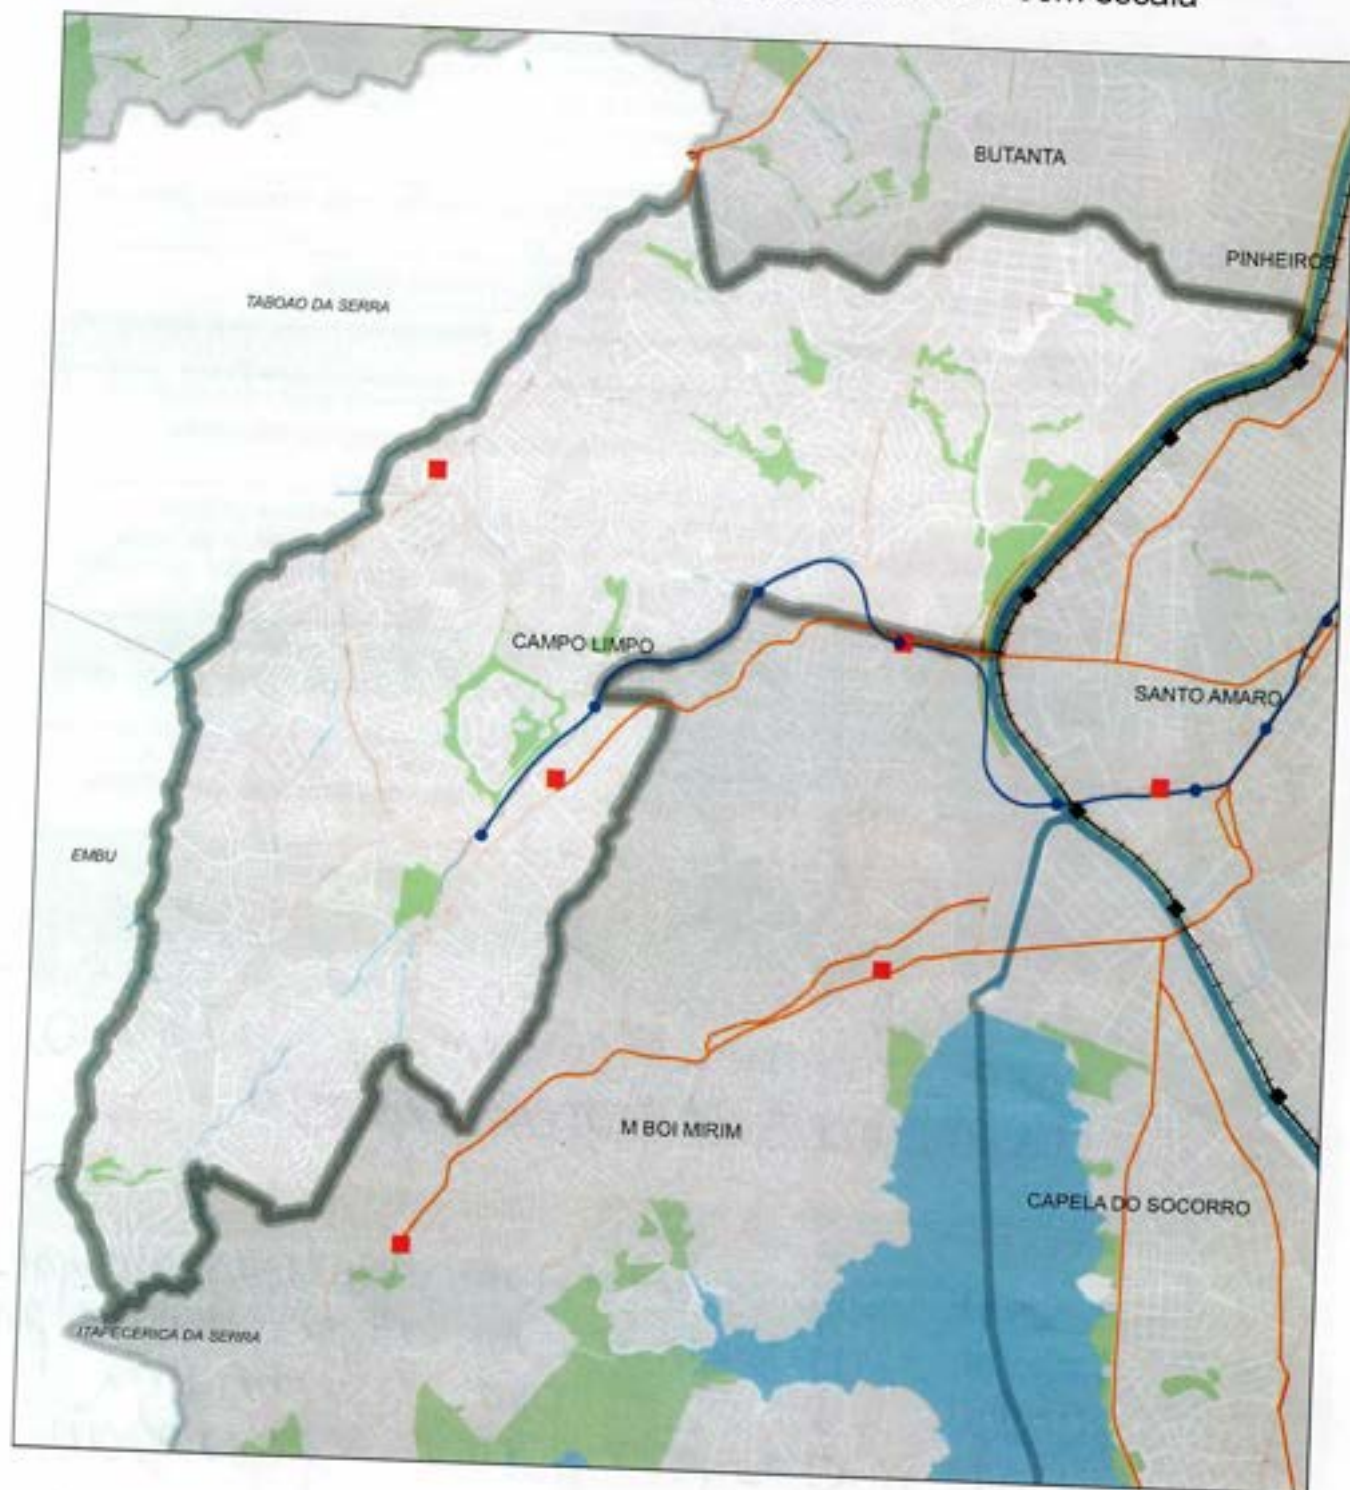 BUTANTA
PINHEIROS
TABOAO DA SERRA
CAMPO LIMPO
SANTO AMARO
EMBU
M BOI MIRIM
CAPELA DO SOCORRO
ITAPECERICA DA SERRA